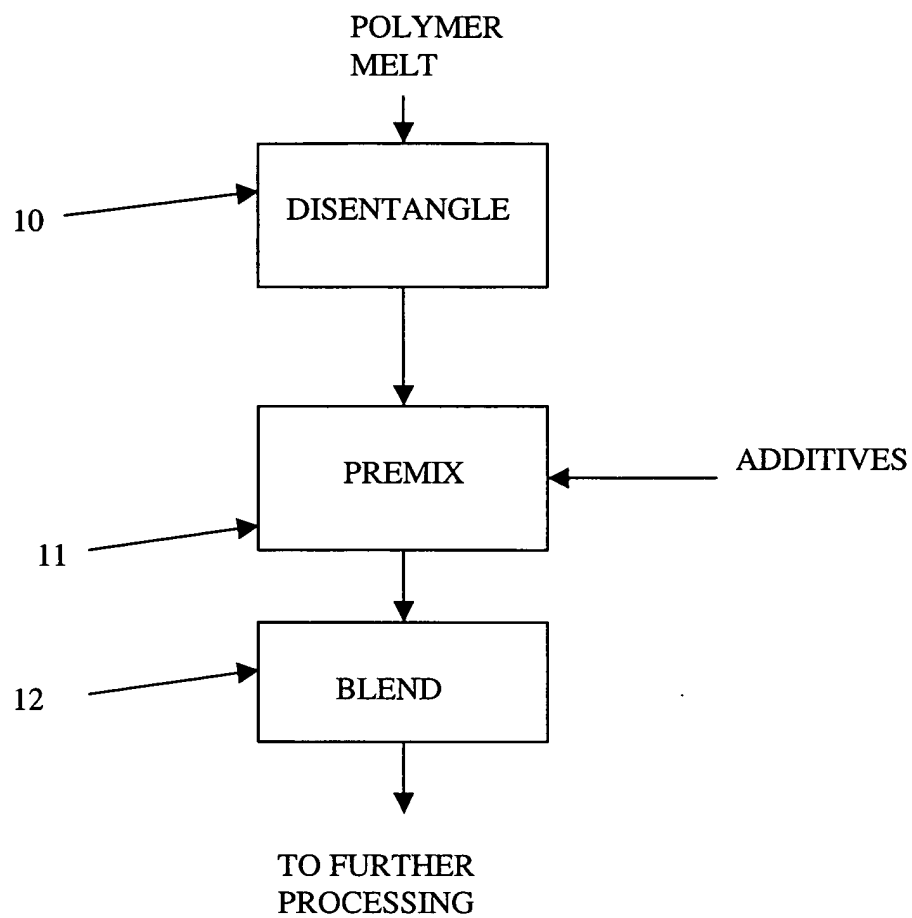 POLYMER
MELT
DISENTANGLE
10
PREMIX
ADDITIVES
11
BLEND
12
TO FURTHER
PROCESSING